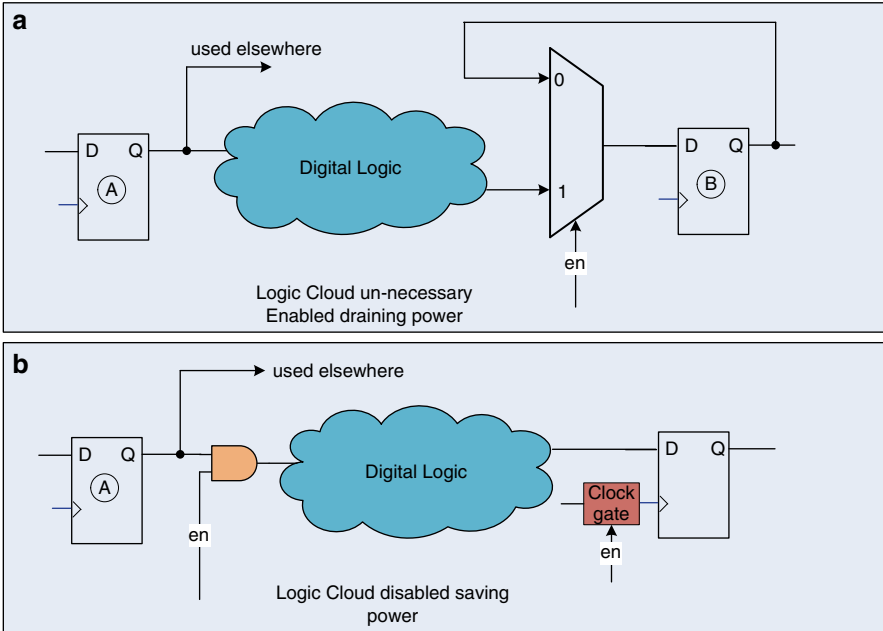 a
used elsewhere
0
D Q
A
Digital Logic
1
D Q
B
en
Logic Cloud un-necessary
Enabled draining power
b
used elsewhere
D Q
A
Digital Logic
D Q
Clock
gate
en
en
Logic Cloud disabled saving
power